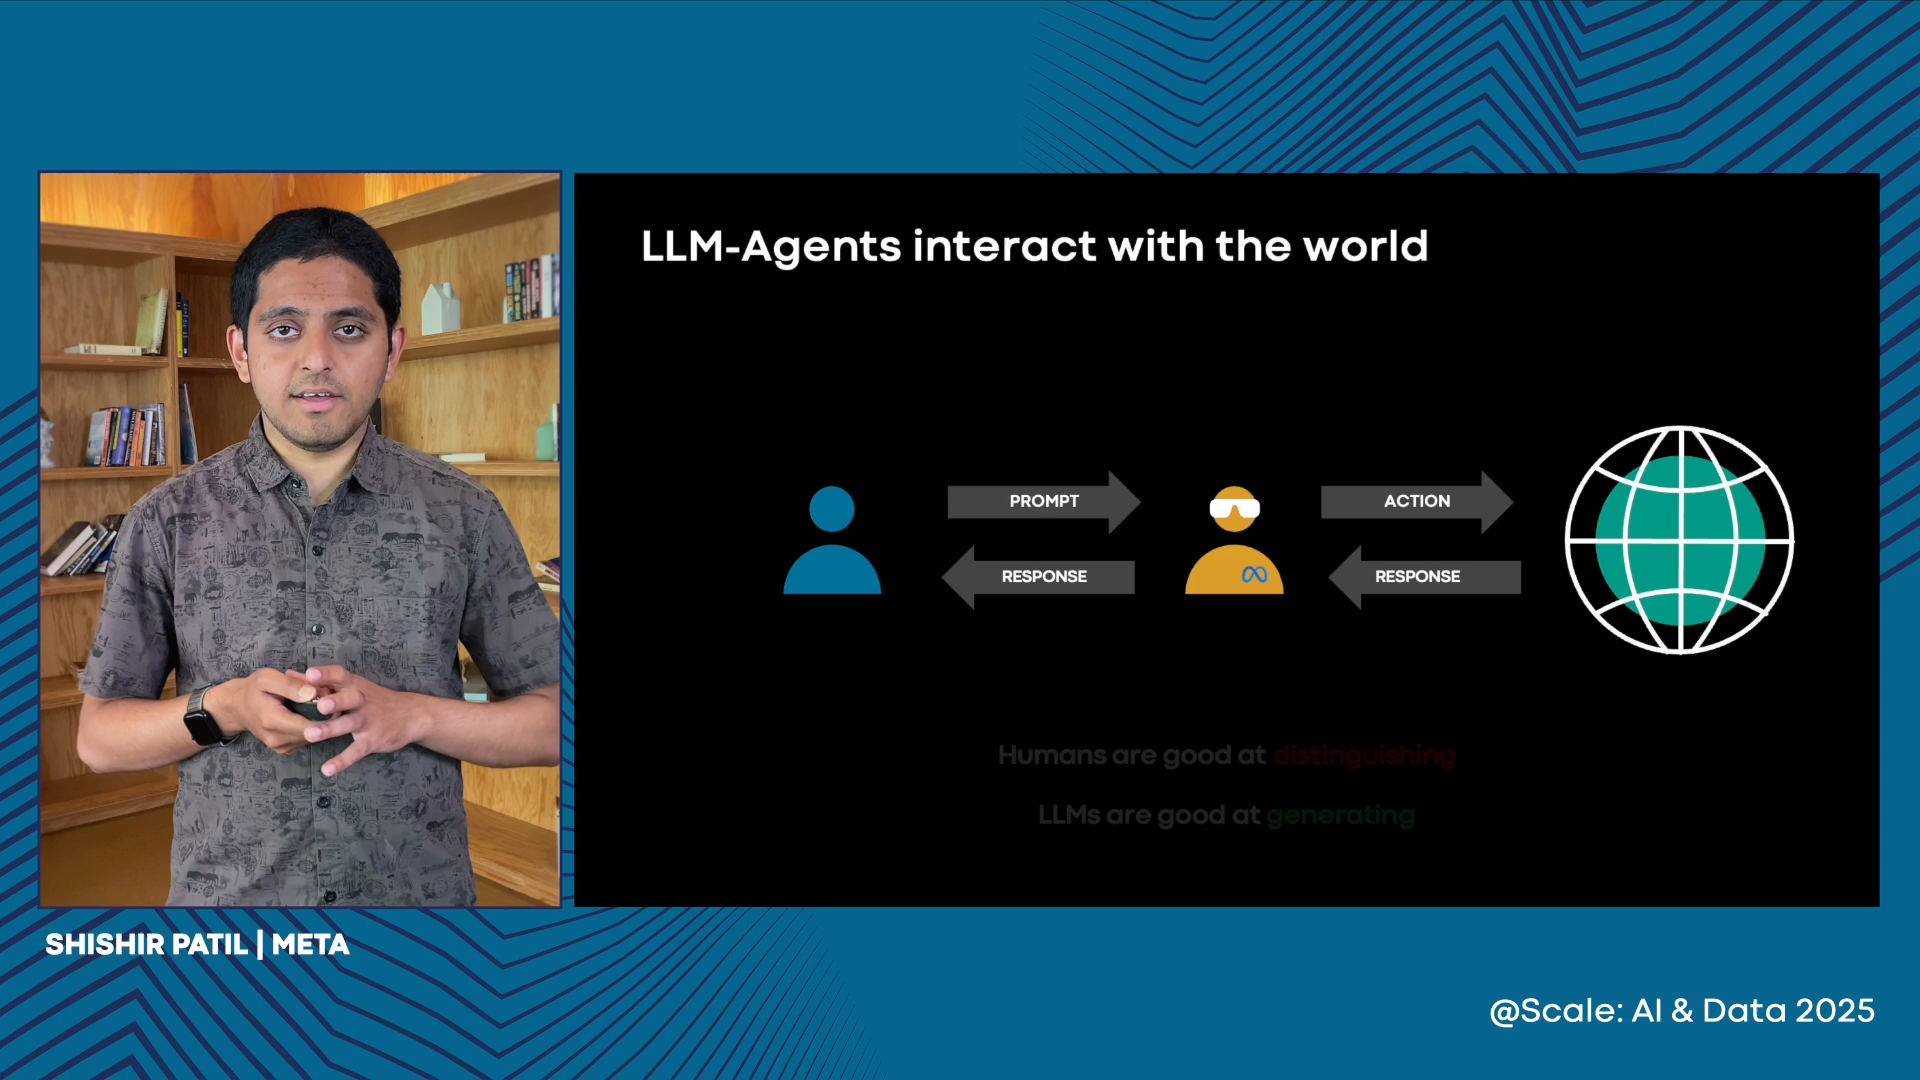 LLM-Agents interact with the world
PROMPT
ACTION
RESPONSE
RESPONSE
Humans are good at distinguishing
LLMs are good at generating
SHISHIR PATIL | META
@Scale: AI & Data 2025